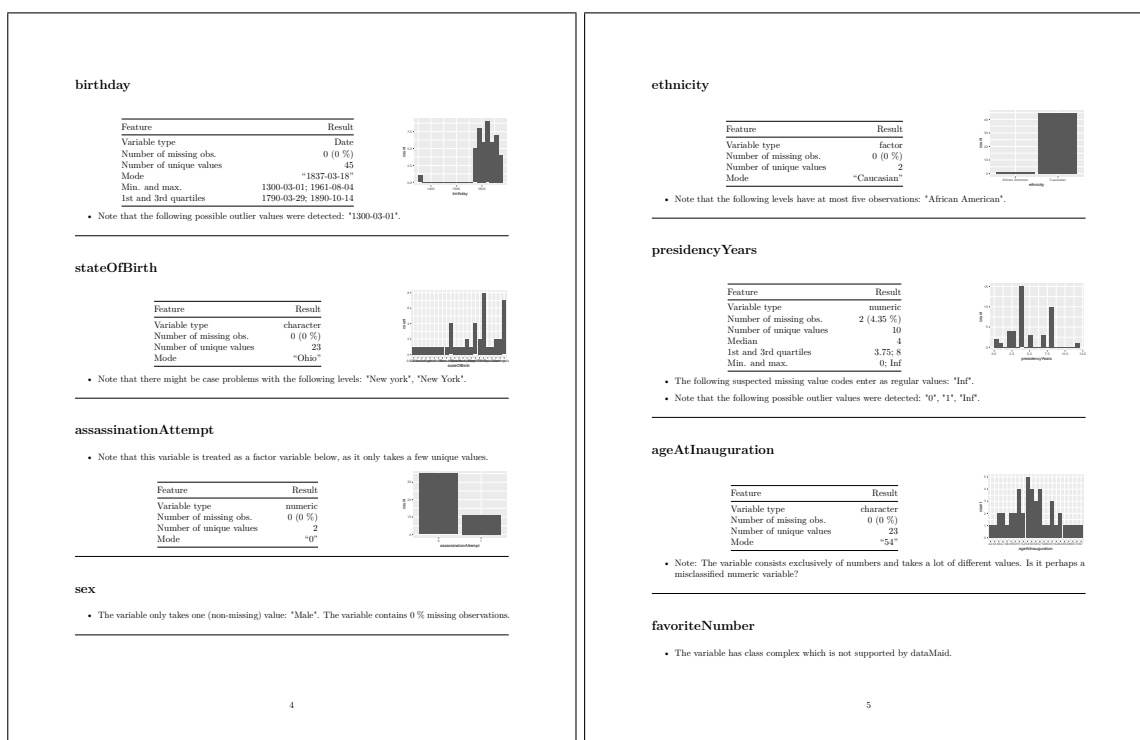 birthday
Feature Result
Variable type Date
Number of missing obs. 0 (0 %)
Number of unique values 45
Mode “1837-03-18”
Min. and max. 1300-03-01; 1961-08-04
1st and 3rd quartiles 1790-03-29; 1890-10-14
birthday
• Note that the following possible outlier values were detected: "1300-03-01".
stateOfBirth
Feature Result
Variable type character
Number of missing obs. 0 (0 %)
Number of unique values 23
Mode “Ohio”
stateOfBirth
• Note that there might be case problems with the following levels: "New york", "New York".
assassinationAttempt
• Note that this variable is treated as a factor variable below, as it only takes a few unique values.
Feature Result
Variable type numeric
Number of missing obs. 0 (0 %)
Number of unique values 2
Mode “0”
assassinationAttempt
sex
• The variable only takes one (non-missing) value: "Male". The variable contains 0 % missing observations.
4
ethnicity
Feature Result
Variable type factor
Number of missing obs. 0 (0 %)
Number of unique values 2
Mode “Caucasian”
African American Caucasian
ethnicity
• Note that the following levels have at most five observations: "African American".
presidencyYears
Feature Result
Variable type numeric
Number of missing obs. 2 (4.35 %)
Number of unique values 10
Median 4
1st and 3rd quartiles 3.75; 8
Min. and max. 0; Inf
presidencyYears
• The following suspected missing value codes enter as regular values: "Inf".
• Note that the following possible outlier values were detected: "0", "1", "Inf".
ageAtInauguration
Feature Result
Variable type character
Number of missing obs. 0 (0 %)
Number of unique values 23
Mode “54”
ageAtInauguration
• Note: The variable consists exclusively of numbers and takes a lot of different values. Is it perhaps a
misclassified numeric variable?
favoriteNumber
• The variable has class complex which is not supported by dataMaid.
5